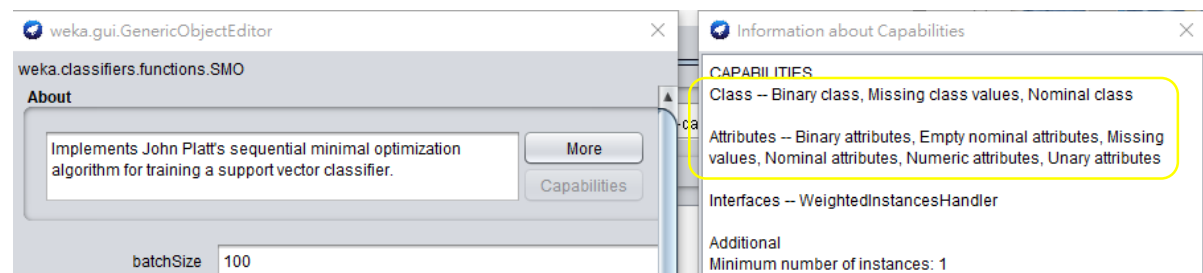 weka.gui.GenericObjectEditor
weka.classifiers.functions.SMO
About
Implements John Platt's sequential minimal optimization
algorithm for training a support vector classifier.
More
Capabilities
batchSize 100
Information about Capabilities
CAPABILITIES
Class -- Binary class, Missing class values, Nominal class
Attributes -- Binary attributes, Empty nominal attributes, Missing
values, Nominal attributes, Numeric attributes, Unary attributes
Interfaces -- WeightedInstancesHandler
Additional
Minimum number of instances: 1